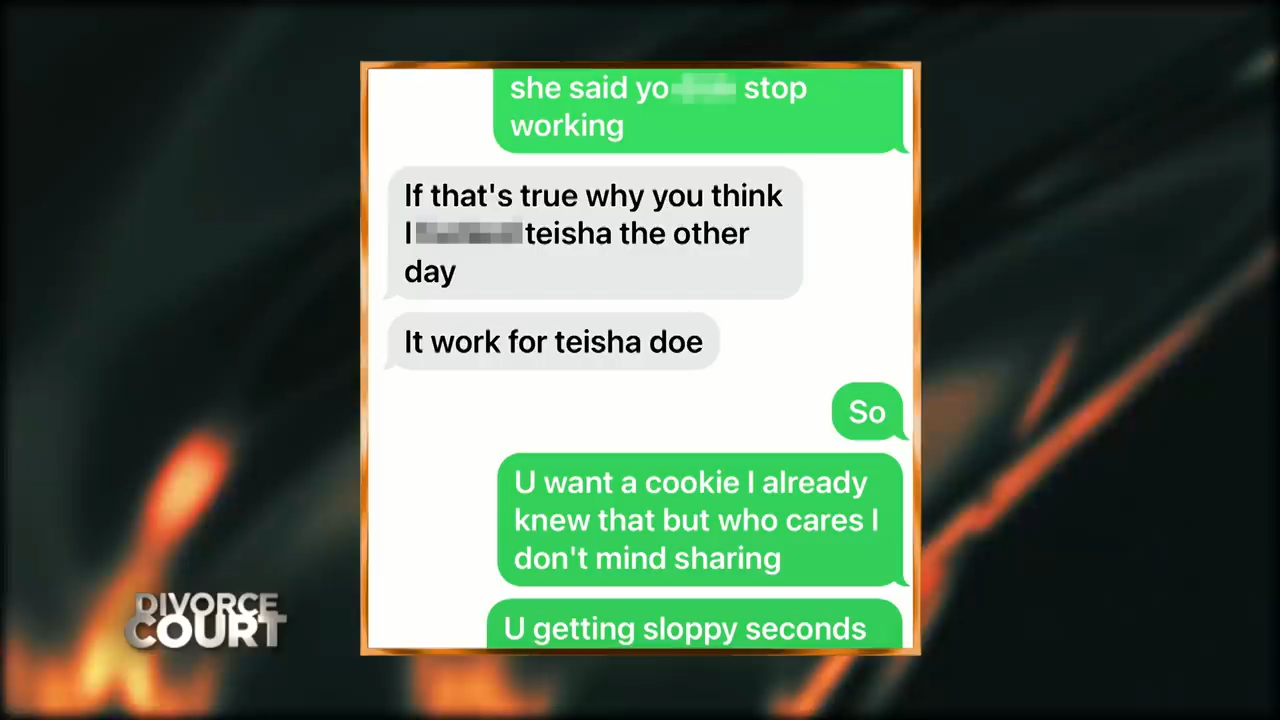 she said yo stop
working
If that's true why you think
I teisha the other
day
It work for teisha doe
So
U want a cookie I already
knew that but who cares I
don't mind sharing
U getting sloppy seconds
DIVORCE
COURT